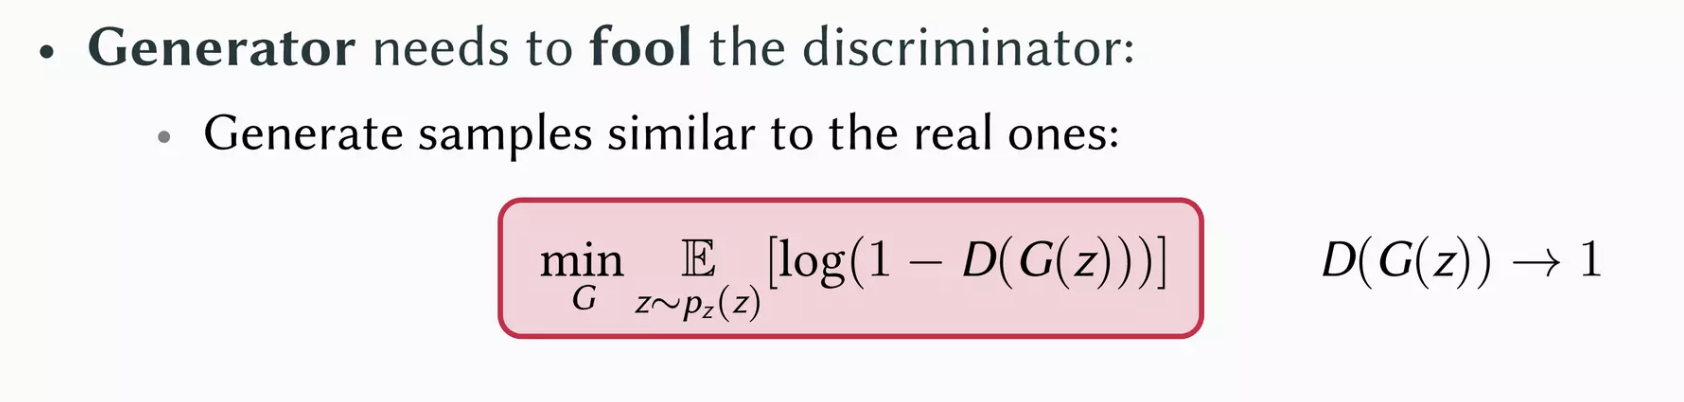 • Generator needs to fool the discriminator:
• Generate samples similar to the real ones:
min_G 𝔼_{z∼p_z(z)} [log(1 − D(G(z)))]    D(G(z)) → 1